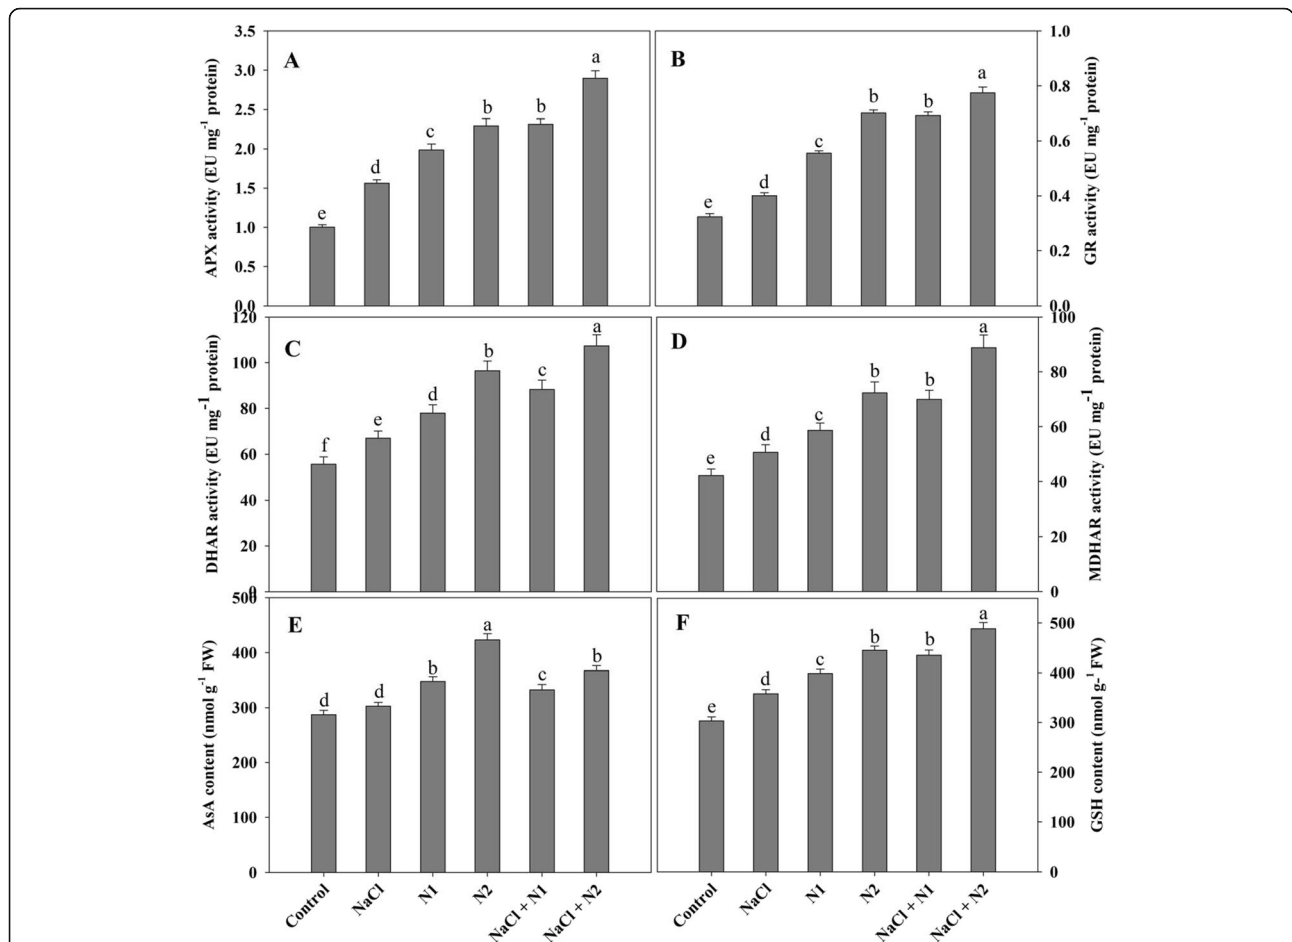 A
APX activity (EU mg-1 protein)
3.5
3.0
2.5
2.0
1.5
1.0
0.5
0.0
e
d
c
b
b
a
B
GR activity (EU mg-1 protein)
1.0
0.8
0.6
0.4
0.2
0.0
e
d
c
b
b
a
C
DHAR activity (EU mg-1 protein)
120
100
80
60
40
20
0
f
e
d
b
c
a
D
MDHAR activity (EU mg-1 protein)
100
80
60
40
20
0
e
d
c
b
b
a
E
AsA content (nmol g-1 FW)
500
400
300
200
100
0
d
d
b
a
c
b
F
GSH content (nmol g-1 FW)
500
400
300
200
100
0
e
d
c
b
b
a
Control
NaCl
N1
N2
NaCl + N1
NaCl + N2
Control
NaCl
N1
N2
NaCl + N1
NaCl + N2